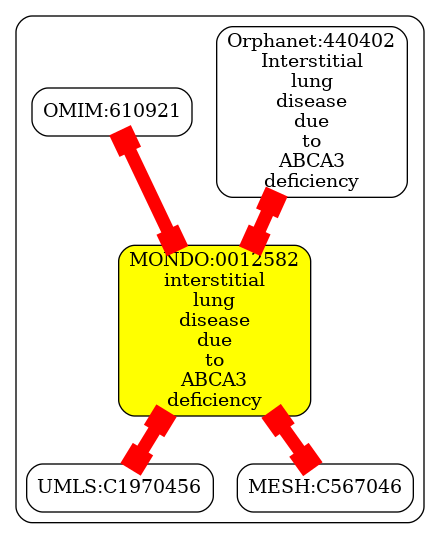 Orphanet:440402
Interstitial
lung
disease
due
to
ABCA3
deficiency
OMIM:610921
MONDO:0012582
interstitial
lung
disease
due
to
ABCA3
deficiency
UMLS:C1970456
MESH:C567046